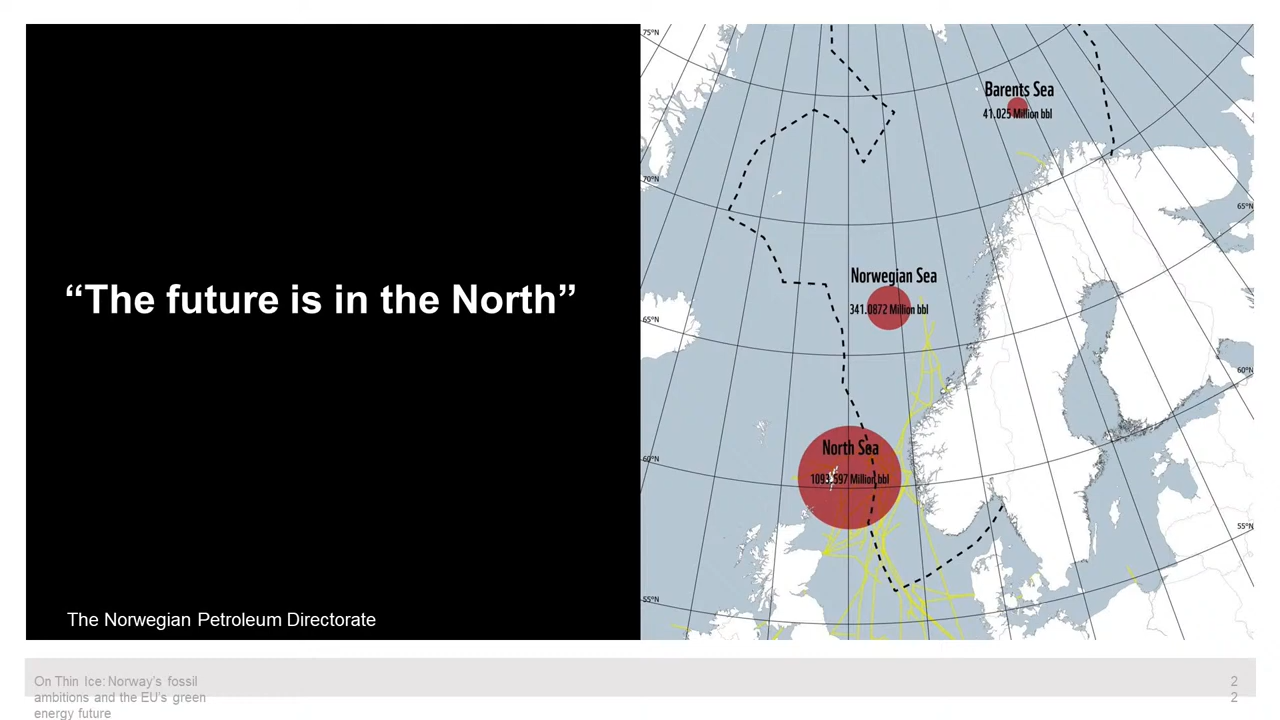 “The future is in the North”
The Norwegian Petroleum Directorate
75°N
Barents Sea
41.025 Million bbl
70°N
65°N
Norwegian Sea
341.0872 Million bbl
65°N
60°N
North Sea
60°N
1093.597 Million bbl
55°N
55°N
On Thin Ice: Norway’s fossil
ambitions and the EU’s green
energy future
2
2